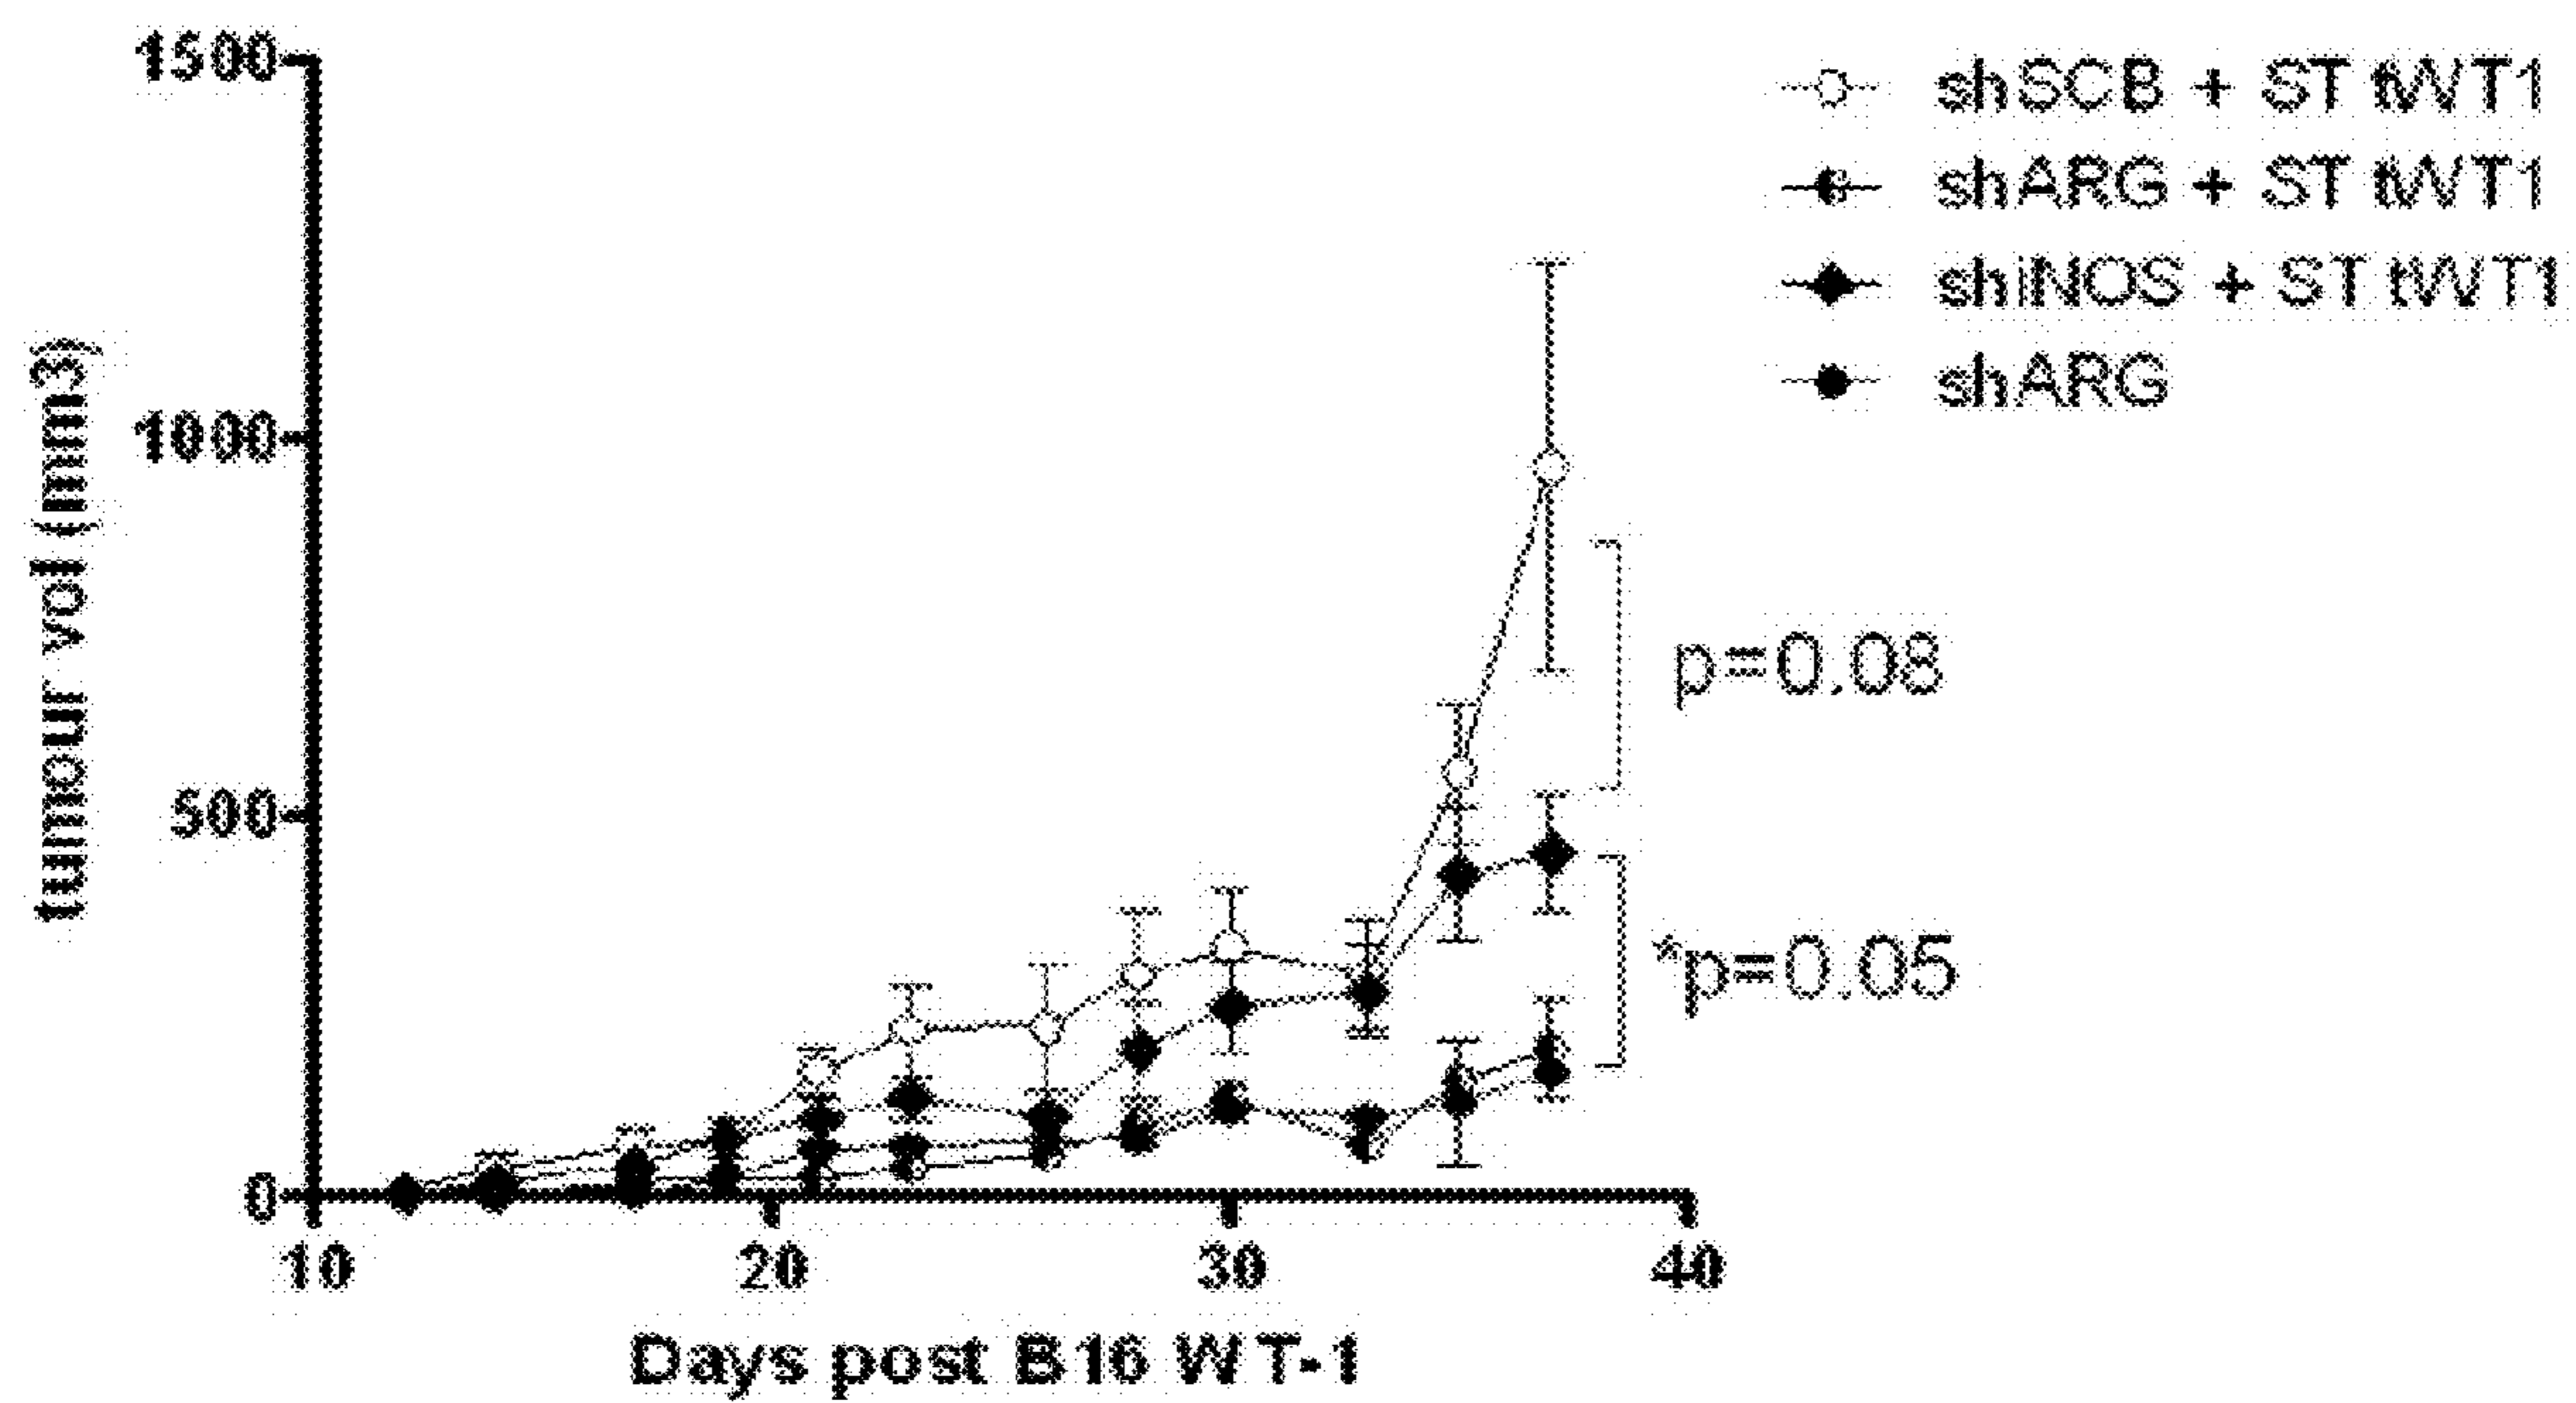 1500
1000
500
0
tumour vol (mm3)
10 20 30 40
Days post B16 WT-1
shSCB + ST tWT1
shARG + ST tWT1
shiNOS + ST tWT1
shARG
p=0.08
*p=0.05